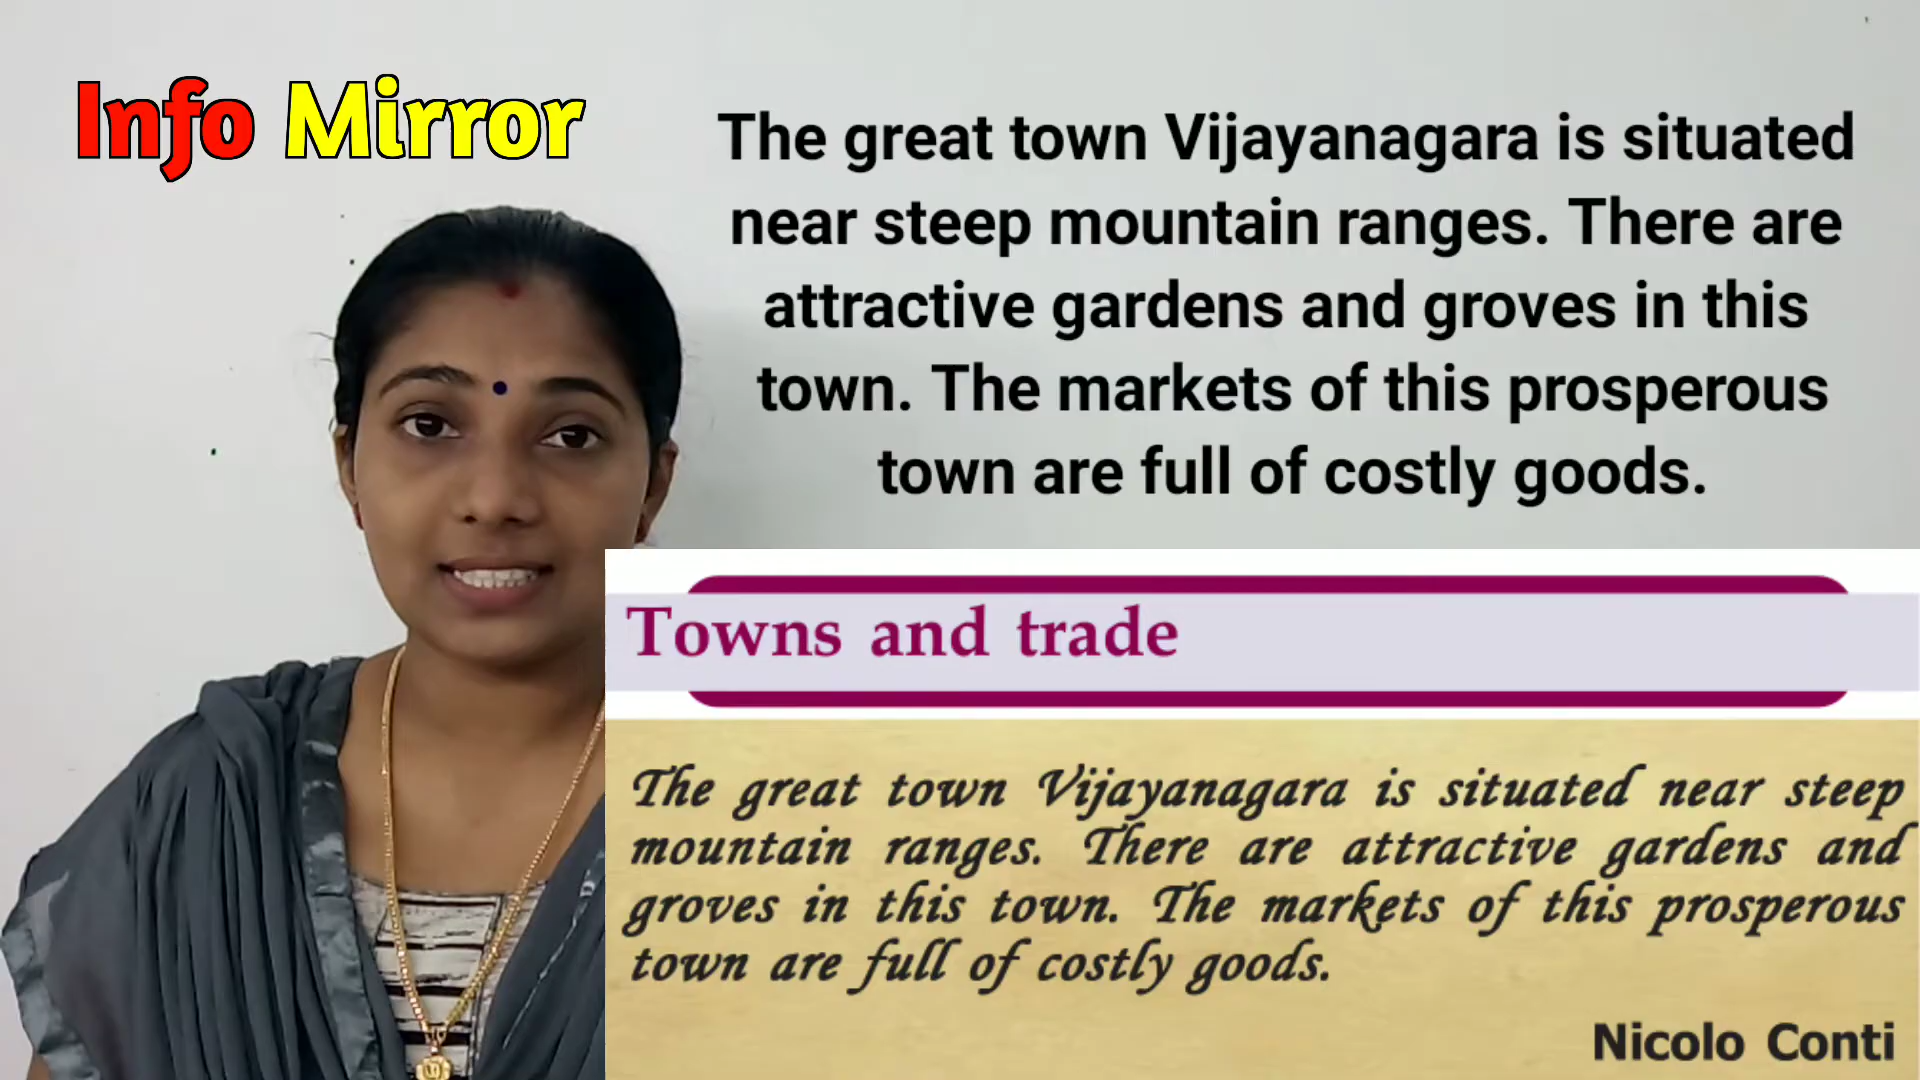 Info Mirror
The great town Vijayanagara is situated
near steep mountain ranges. There are
attractive gardens and groves in this
town. The markets of this prosperous
town are full of costly goods.
Towns and trade
The great town Vijayanagara is situated near steep
mountain ranges. There are attractive gardens and
groves in this town. The markets of this prosperous
town are full of costly goods.
Nicolo Conti